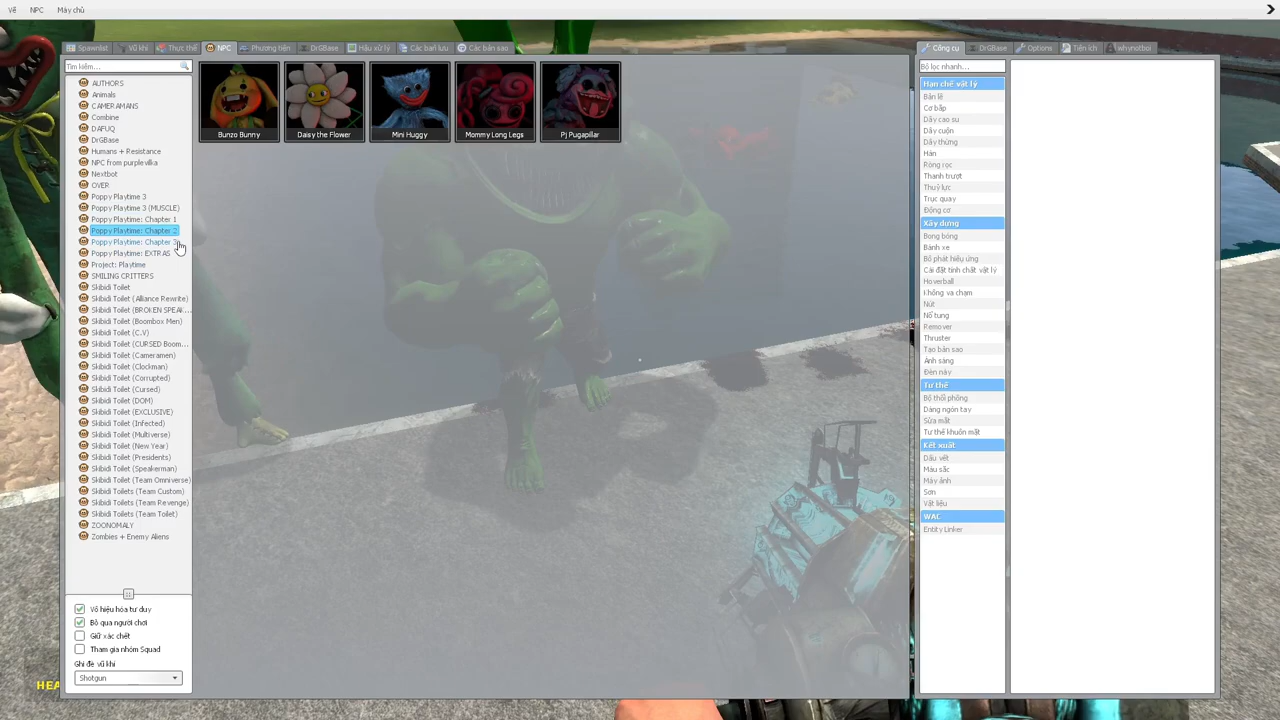 Vẽ NPC Máy chủ
Spawnlist Vũ khí Thực thể NPC Phương tiện DrGBase Hậu xử lý Các bản lưu Các bản sao
Tìm kiếm...
AUTHORS
Animals
CAMERAMANS
Combine
DAFUQ
DrGBase
Humans + Resistance
NPC from purplevilka
Nextbot
OVER
Poppy Playtime 3
Poppy Playtime 3 (MUSCLE)
Poppy Playtime: Chapter 1
Poppy Playtime: Chapter 2
Poppy Playtime: Chapter 3
Poppy Playtime: EXTRAS
Project: Playtime
SMILING CRITTERS
Skibidi Toilet
Skibidi Toilet (Alliance Rewrite)
Skibidi Toilet (BROKEN SPEAK...
Skibidi Toilet (Boombox Men)
Skibidi Toilet (C.V)
Skibidi Toilet (CURSED Boom...
Skibidi Toilet (Cameramen)
Skibidi Toilet (Clockman)
Skibidi Toilet (Corrupted)
Skibidi Toilet (Cursed)
Skibidi Toilet (DOM)
Skibidi Toilet (EXCLUSIVE)
Skibidi Toilet (Infected)
Skibidi Toilet (Multiverse)
Skibidi Toilet (New Year)
Skibidi Toilet (Presidents)
Skibidi Toilet (Speakerman)
Skibidi Toilet (Team Omniverse)
Skibidi Toilets (Team Custom)
Skibidi Toilets (Team Revenge)
Skibidi Toilets (Team Toilet)
ZOONOMALY
Zombies + Enemy Aliens
Vô hiệu hóa tư duy
Bỏ qua người chơi
Giữ xác chết
Tham gia nhóm Squad
Ghi đè vũ khí
Shotgun
HEA
Bunzo Bunny Daisy the Flower Mini Huggy Mommy Long Legs Pj Pugapillar
Công cụ DrGBase Options Tiện ích whynotboi
Bộ lọc nhanh...
Hạn chế vật lý
Bản lề
Cơ bắp
Dây cao su
Dây cuộn
Dây thừng
Hàn
Ròng rọc
Thanh trượt
Thuỷ lực
Trục quay
Động cơ
Xây dựng
Bong bóng
Bánh xe
Bộ phát hiệu ứng
Cài đặt tính chất vật lý
Hoverball
Không va chạm
Nút
Nổ tung
Remover
Thruster
Tạo bản sao
Ánh sáng
Đèn này
Tư thế
Bộ thổi phồng
Dáng ngón tay
Sửa mắt
Tư thế khuôn mặt
Kết xuất
Dấu vết
Màu sắc
Máy ảnh
Sơn
Vật liệu
WAC
Entity Linker